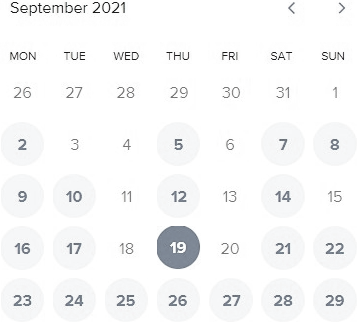 September 2021
MON TUE WED THU FRI SAT SUN
26 27 28 29 30 31 1
2 3 4 5 6 7 8
9 10 11 12 13 14 15
16 17 18 19 20 21 22
23 24 25 26 27 28 29